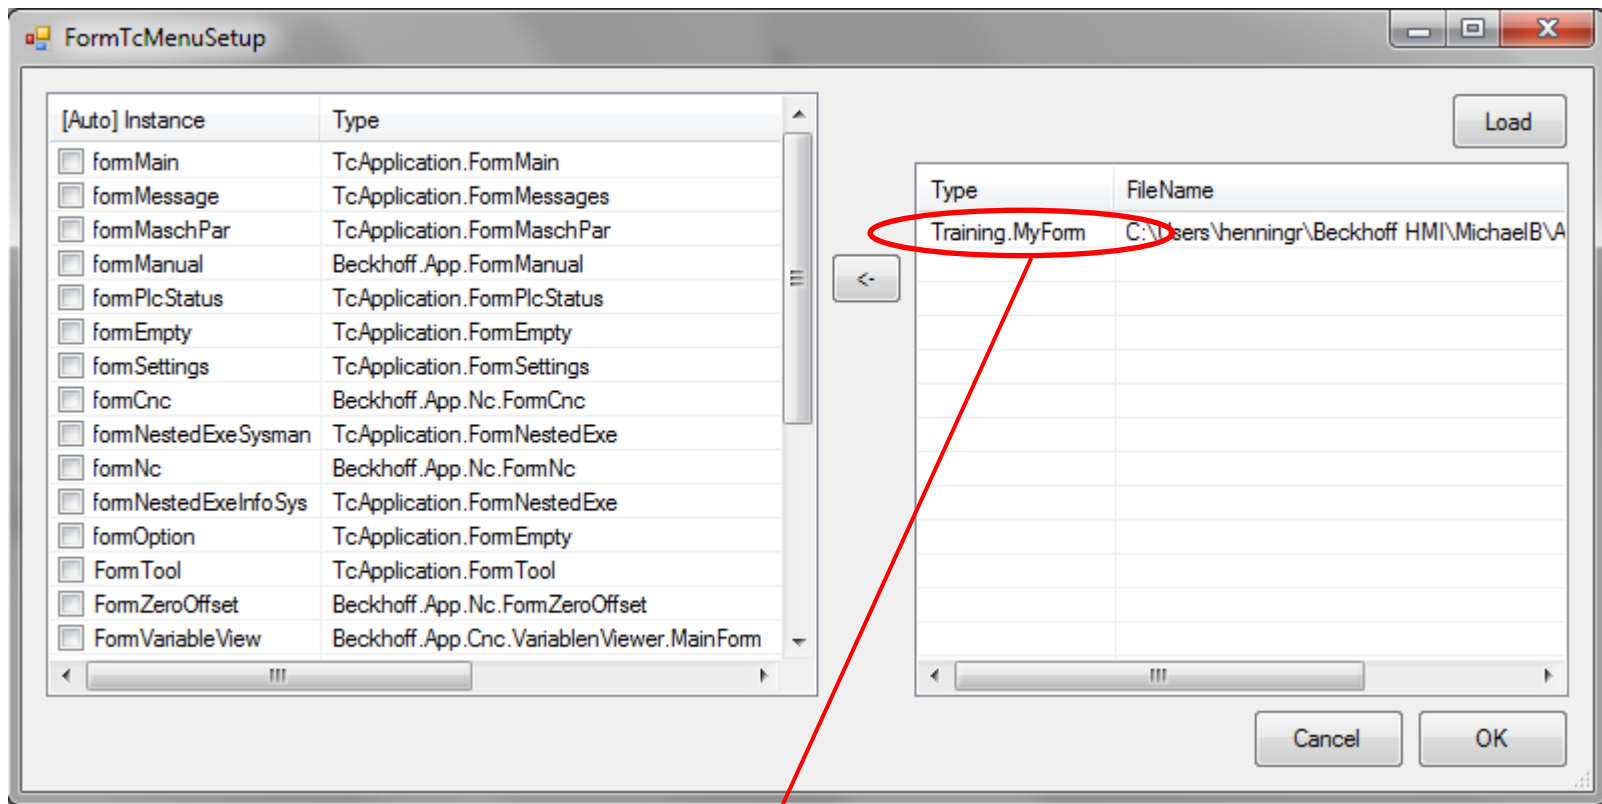 FormTcMenuSetup
[Auto] Instance Type
formMain TcApplication.FormMain
formMessage TcApplication.FormMessages
formMaschPar TcApplication.FormMaschPar
formManual Beckhoff.App.FormManual
formPlcStatus TcApplication.FormPlcStatus
formEmpty TcApplication.FormEmpty
formSettings TcApplication.FormSettings
formCnc Beckhoff.App.Nc.FormCnc
formNestedExeSysman TcApplication.FormNestedExe
formNc Beckhoff.App.Nc.FormNc
formNestedExeInfoSys TcApplication.FormNestedExe
formOption TcApplication.FormEmpty
FormTool TcApplication.FormTool
FormZeroOffset Beckhoff.App.Nc.FormZeroOffset
FormVariableView Beckhoff.App.Cnc.VariablenViewer.MainForm
<-
Load
Type FileName
Training.MyForm C:\Users\henningr\Beckhoff HMI\MichaelB\A
Cancel OK